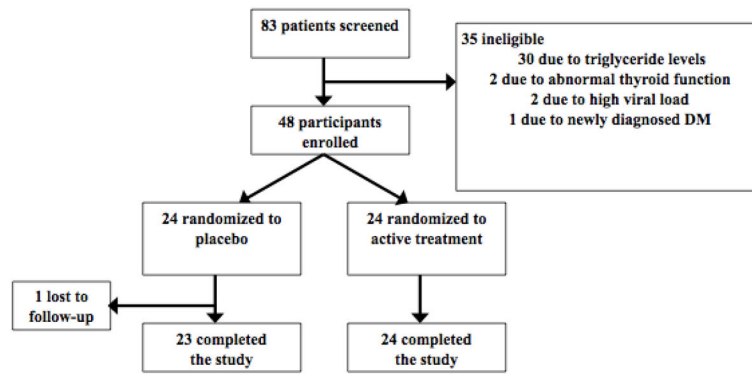 83 patients screened
35 ineligible
30 due to triglyceride levels
2 due to abnormal thyroid function
2 due to high viral load
1 due to newly diagnosed DM
48 participants
enrolled
24 randomized to
placebo
24 randomized to
active treatment
1 lost to
follow-up
23 completed
the study
24 completed
the study